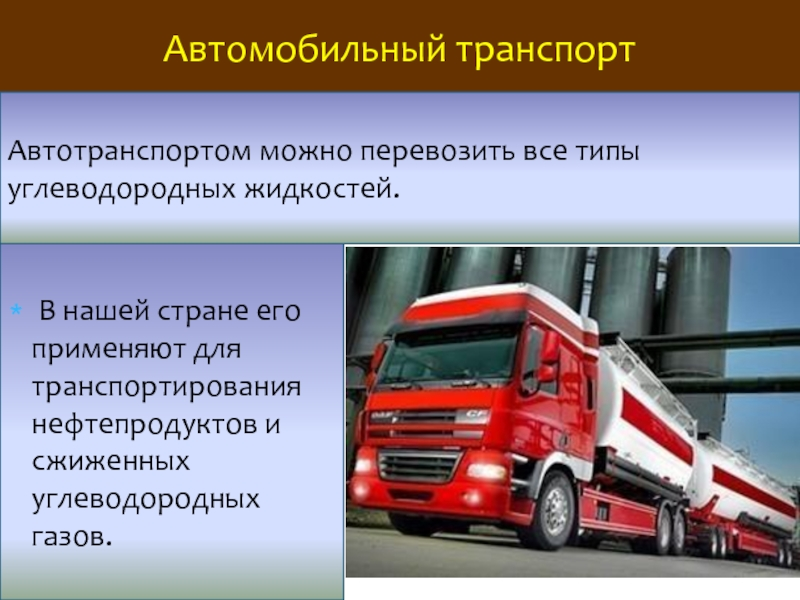 Автомобильный транспорт
Автотранспортом можно перевозить все типы
углеводородных жидкостей.
* В нашей стране его
применяют для
транспортирования
нефтепродуктов и
сжиженных
углеводородных
газов.
DAF CF